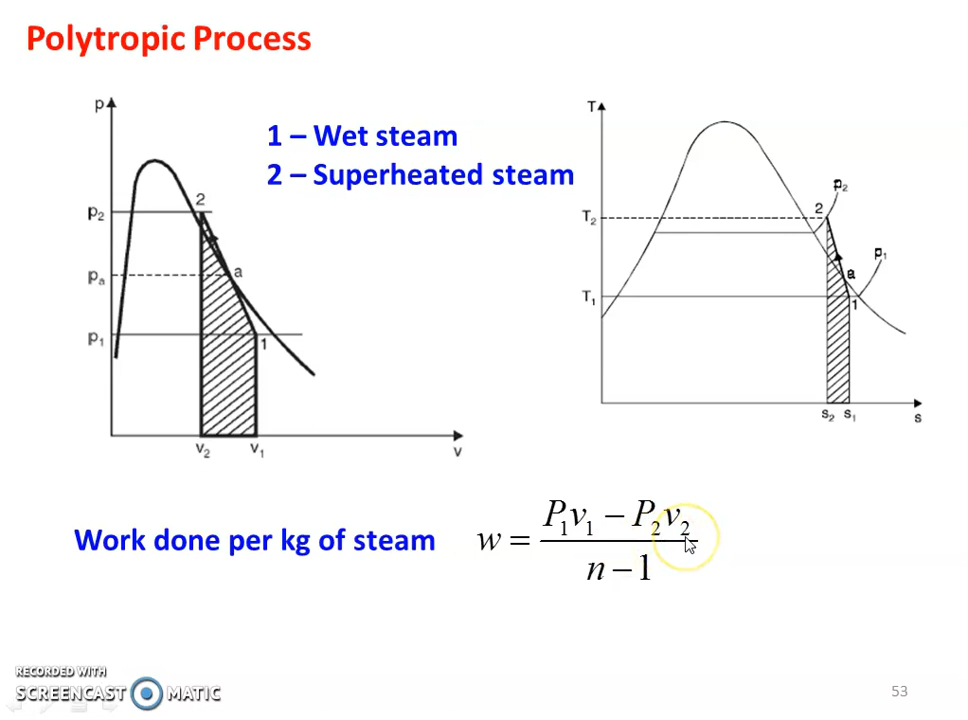 Polytropic Process
p
1 – Wet steam
2 – Superheated steam
2
p₂
a
pₐ
p₁
1
v₂ v₁
v
T
p₂
2
T₂
p₁
a
T₁
1
s₂ s₁
s
Work done per kg of steam w = (P₁v₁ − P₂v₂) / (n − 1)
RECORDED WITH
SCREENCAST MATIC
53